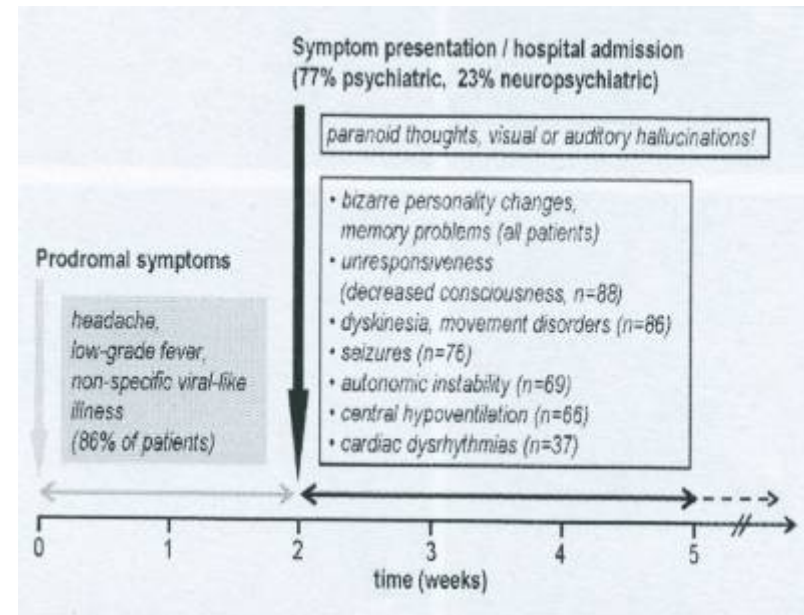 Symptom presentation / hospital admission
(77% psychiatric, 23% neuropsychiatric)
paranoid thoughts, visual or auditory hallucinations!
• bizarre personality changes,
memory problems (all patients)
• unresponsiveness
(decreased consciousness, n=88)
• dyskinesia, movement disorders (n=86)
• seizures (n=76)
• autonomic instability (n=69)
• central hypoventilation (n=66)
• cardiac dysrhythmias (n=37)
Prodromal symptoms
headache,
low-grade fever,
non-specific viral-like
illness
(86% of patients)
0 1 2 3 4 5
time (weeks)